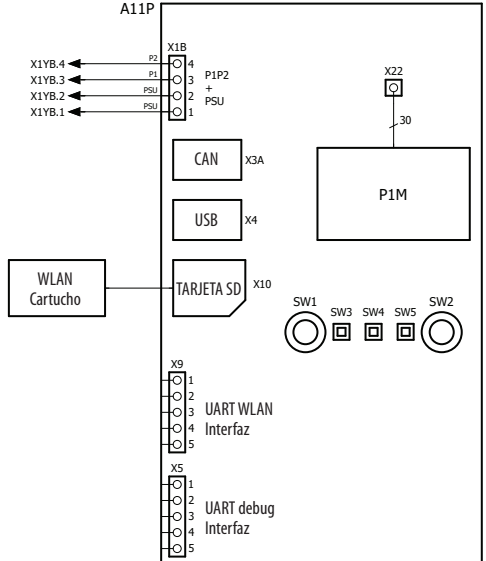 A11P
X1B
X1YB.4 P2 4
X1YB.3 P1 3
X1YB.2 PSU 2
X1YB.1 PSU 1
P1P2
+
PSU
X22
30
P1M
CAN X3A
USB X4
WLAN
Cartucho
TARJETA SD X10
SW1 SW3 SW4 SW5 SW2
X9
1
2
3
4
5
UART WLAN
Interfaz
X5
1
2
3
4
5
UART debug
Interfaz